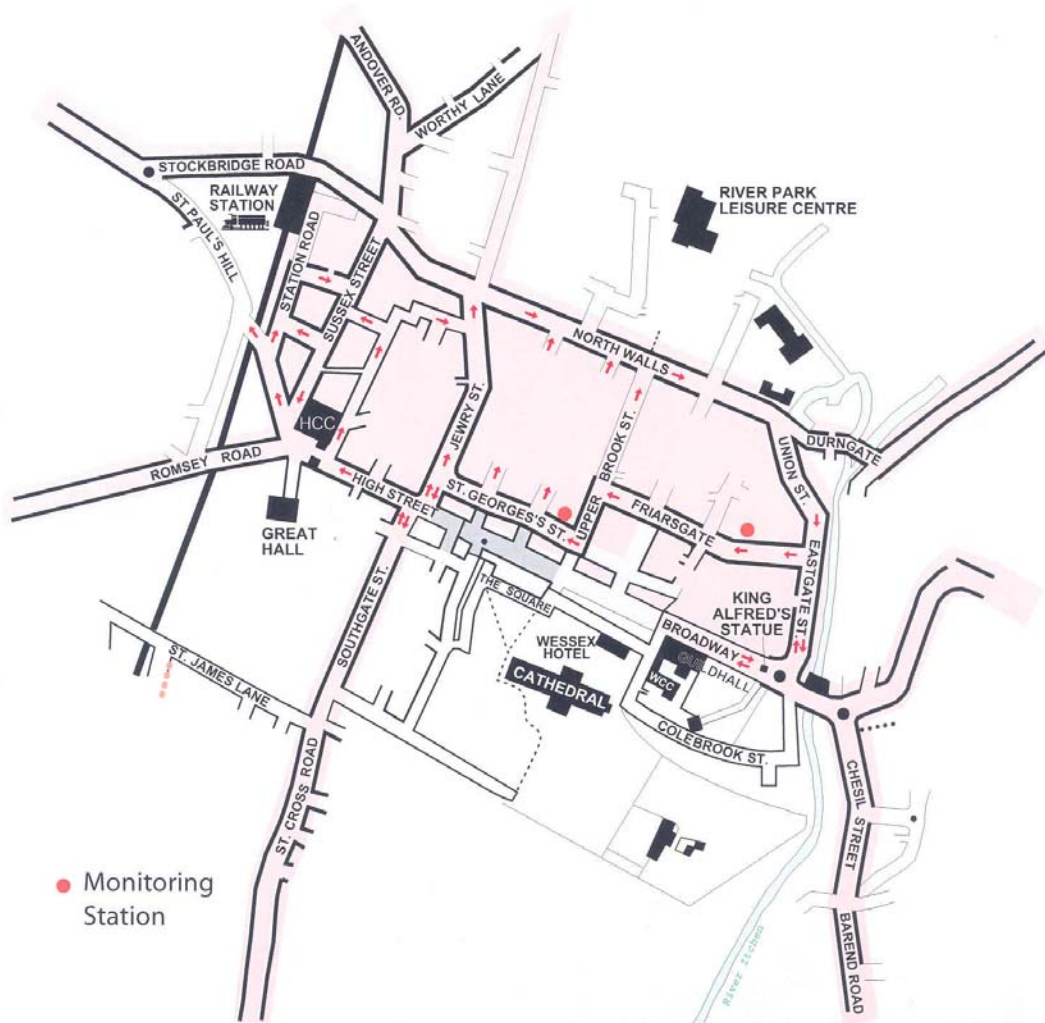 ANDOVER RD.
WORTHY LANE
STOCKBRIDGE ROAD
RAILWAY
STATION
ST PAUL'S HILL
STATION ROAD
SUSSEX STREET
RIVER PARK
LEISURE CENTRE
NORTH WALLS
JEWRY ST.
HCC
ROMSEY ROAD
HIGH STREET
ST. GEORGES'S ST.
UPPER BROOK ST.
FRIARSGATE
UNION ST.
DURNGATE
EASTGATE ST.
GREAT
HALL
SOUTHGATE ST.
THE SQUARE
KING
ALFRED'S
STATUE
BROADWAY
GUILDHALL
WESSEX
HOTEL
WCC
CATHEDRAL
COLEBROOK ST.
ST. JAMES LANE
ST. CROSS ROAD
CHESIL STREET
BAREND ROAD
River Itchen
Monitoring
Station